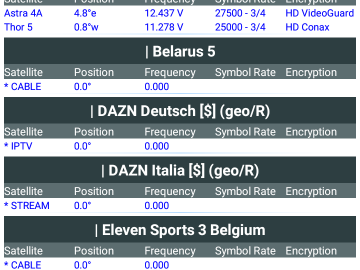 Satellite Position Frequency Symbol Rate Encryption
Astra 4A 4.8°e 12.437 V 27500 - 3/4 HD VideoGuard
Thor 5 0.8°w 11.278 V 25000 - 3/4 HD Conax
| Belarus 5
Satellite Position Frequency Symbol Rate Encryption
* CABLE 0.0° 0.000
| DAZN Deutsch [$] (geo/R)
Satellite Position Frequency Symbol Rate Encryption
* IPTV 0.0° 0.000
| DAZN Italia [$] (geo/R)
Satellite Position Frequency Symbol Rate Encryption
* STREAM 0.0° 0.000
| Eleven Sports 3 Belgium
Satellite Position Frequency Symbol Rate Encryption
* CABLE 0.0° 0.000